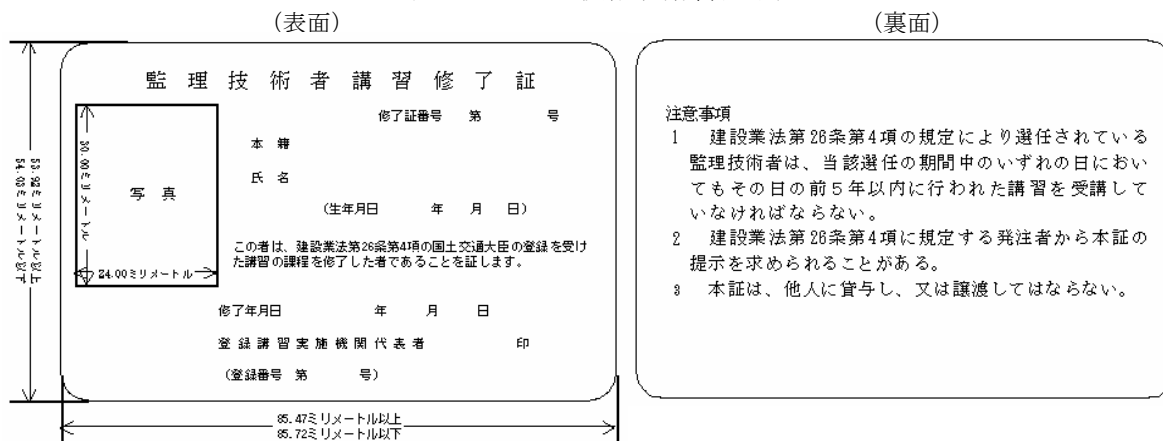 (表面)
監理技術者講習修了証
修了証番号 第 号
本籍
氏名
写真
(生年月日 年 月 日)
この者は、建設業法第26条第4項の国土交通大臣の登録を受け
た講習の課程を修了した者であることを証します。
修了年月日 年 月 日
登録講習実施機関代表者 印
(登録番号 第 号)
30.00ミリメートル
24.00ミリメートル
53.92ミリメートル以上
54.03ミリメートル以下
85.47ミリメートル以上
85.72ミリメートル以下
(裏面)
注意事項
1 建設業法第26条第4項の規定により選任されている
監理技術者は、当該選任の期間中のいずれの日におい
てもその日の前5年以内に行われた講習を受講して
いなければならない。
2 建設業法第26条第4項に規定する発注者から本証の
提示を求められることがある。
3 本証は、他人に貸与し、又は譲渡してはならない。